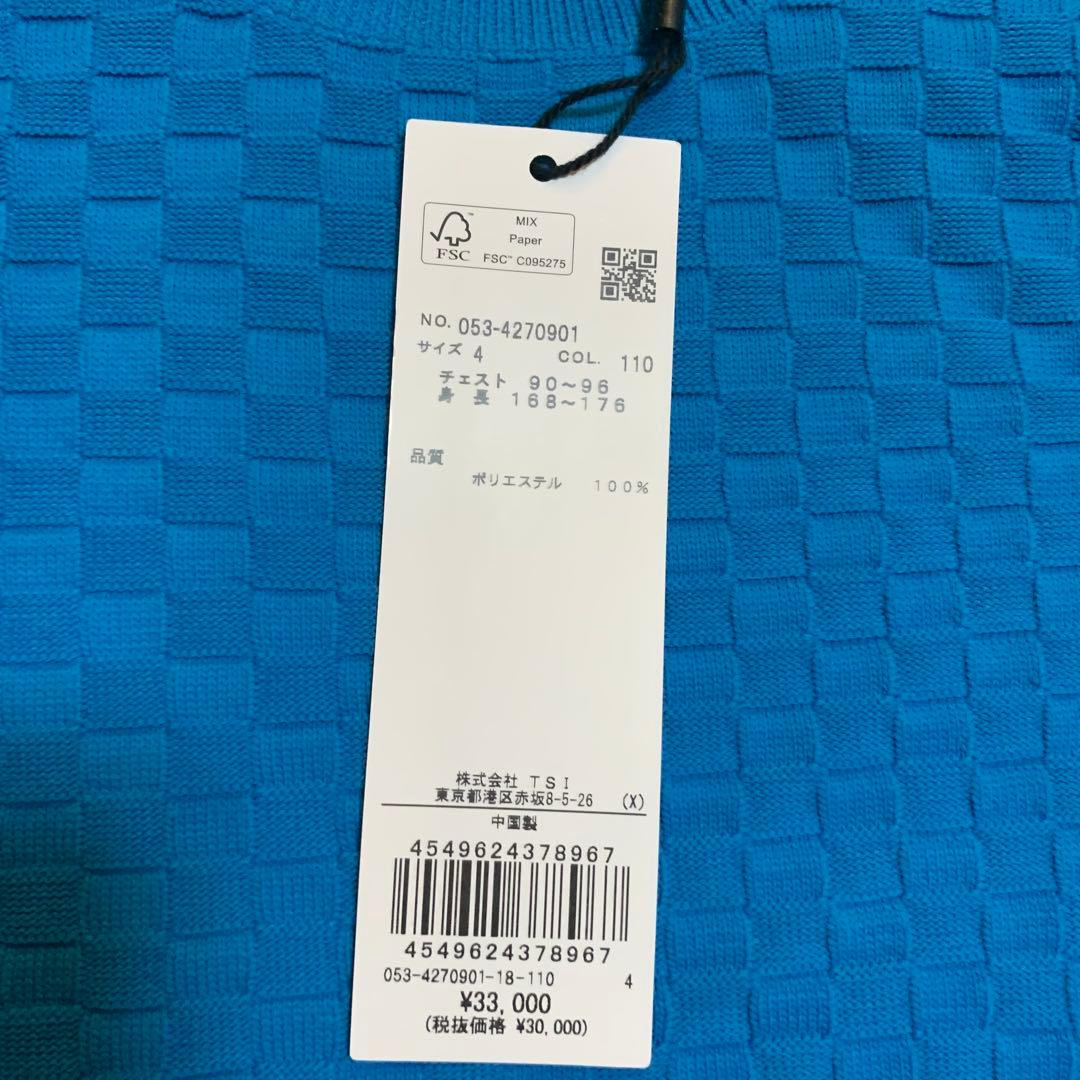 MIX
Paper
FSC™ C095275
FSC
NO. 053-4270901
サイズ 4 COL. 110
チェスト 90～96
身長 168～176
品質
ポリエステル 100%
株式会社 TSI
東京都港区赤坂8-5-26 (X)
中国製
4549624378967
4549624378967
053-4270901-18-110 4
¥33,000
(税抜価格 ¥30,000)